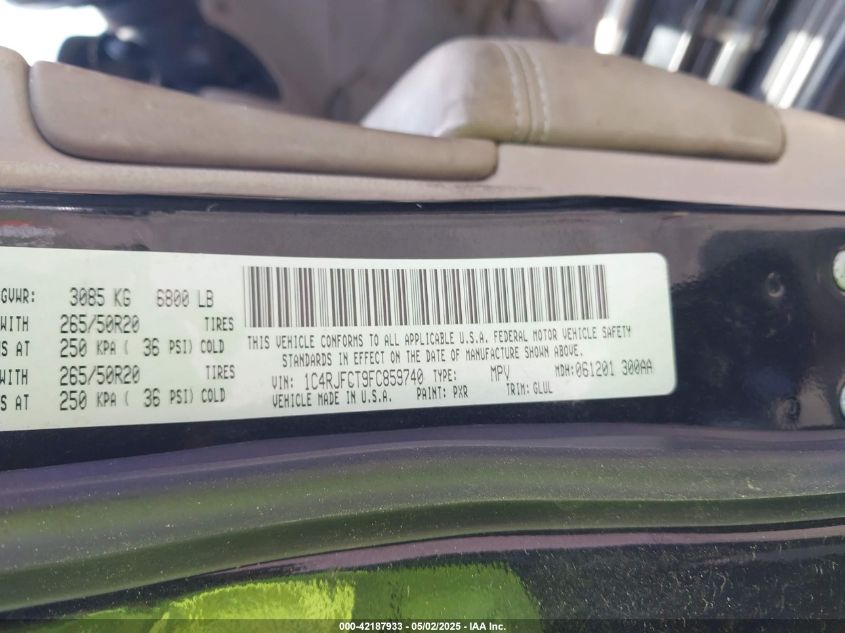 GVWR: 3085 KG 6800 LB
WITH 265/50R20 TIRES
S AT 250 KPA ( 36 PSI) COLD
WITH 265/50R20 TIRES
S AT 250 KPA ( 36 PSI) COLD
THIS VEHICLE CONFORMS TO ALL APPLICABLE U.S.A. FEDERAL MOTOR VEHICLE SAFETY
STANDARDS IN EFFECT ON THE DATE OF MANUFACTURE SHOWN ABOVE.
VIN: 1C4RJFCT9FC859740 TYPE: MPV MDH: 061201 300AA
VEHICLE MADE IN U.S.A. PAINT: PXR TRIM: GLUL
000-42187933 - 05/02/2025 - IAA Inc.